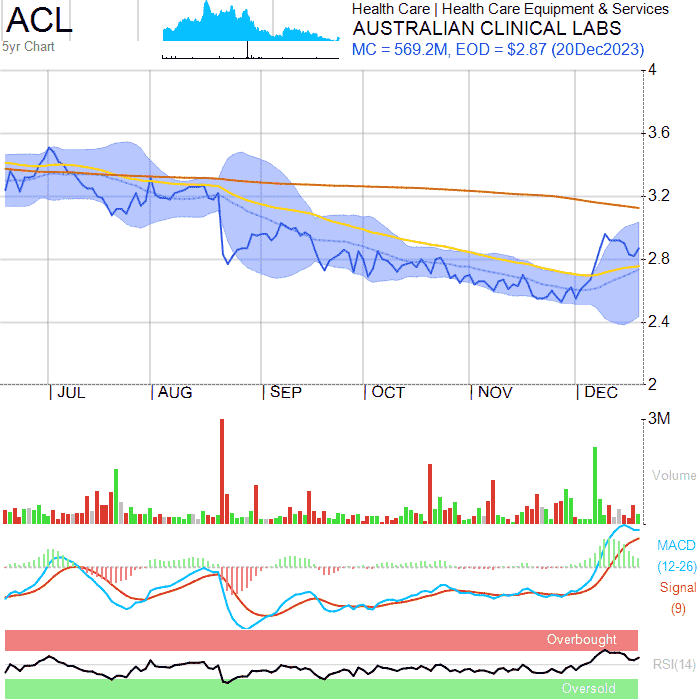 ACL
5yr Chart
Health Care | Health Care Equipment & Services
AUSTRALIAN CLINICAL LABS
MC = 569.2M, EOD = $2.87 (20Dec2023)
4
3.6
3.2
2.8
2.4
2
| JUL | AUG | SEP | OCT | NOV | DEC
3M
Volume
MACD
(12-26)
Signal
(9)
Overbought
RSI(14)
Oversold